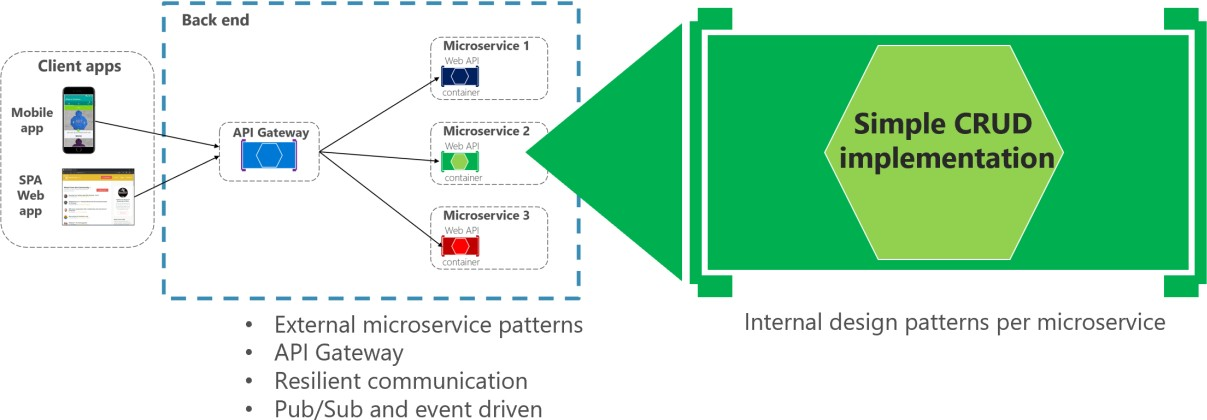 Back end
Client apps
Mobile
app
SPA
Web
app
API Gateway
Microservice 1
Web API
container
Microservice 2
Web API
container
Microservice 3
Web API
container
Simple CRUD
implementation
• External microservice patterns
• API Gateway
• Resilient communication
• Pub/Sub and event driven
Internal design patterns per microservice